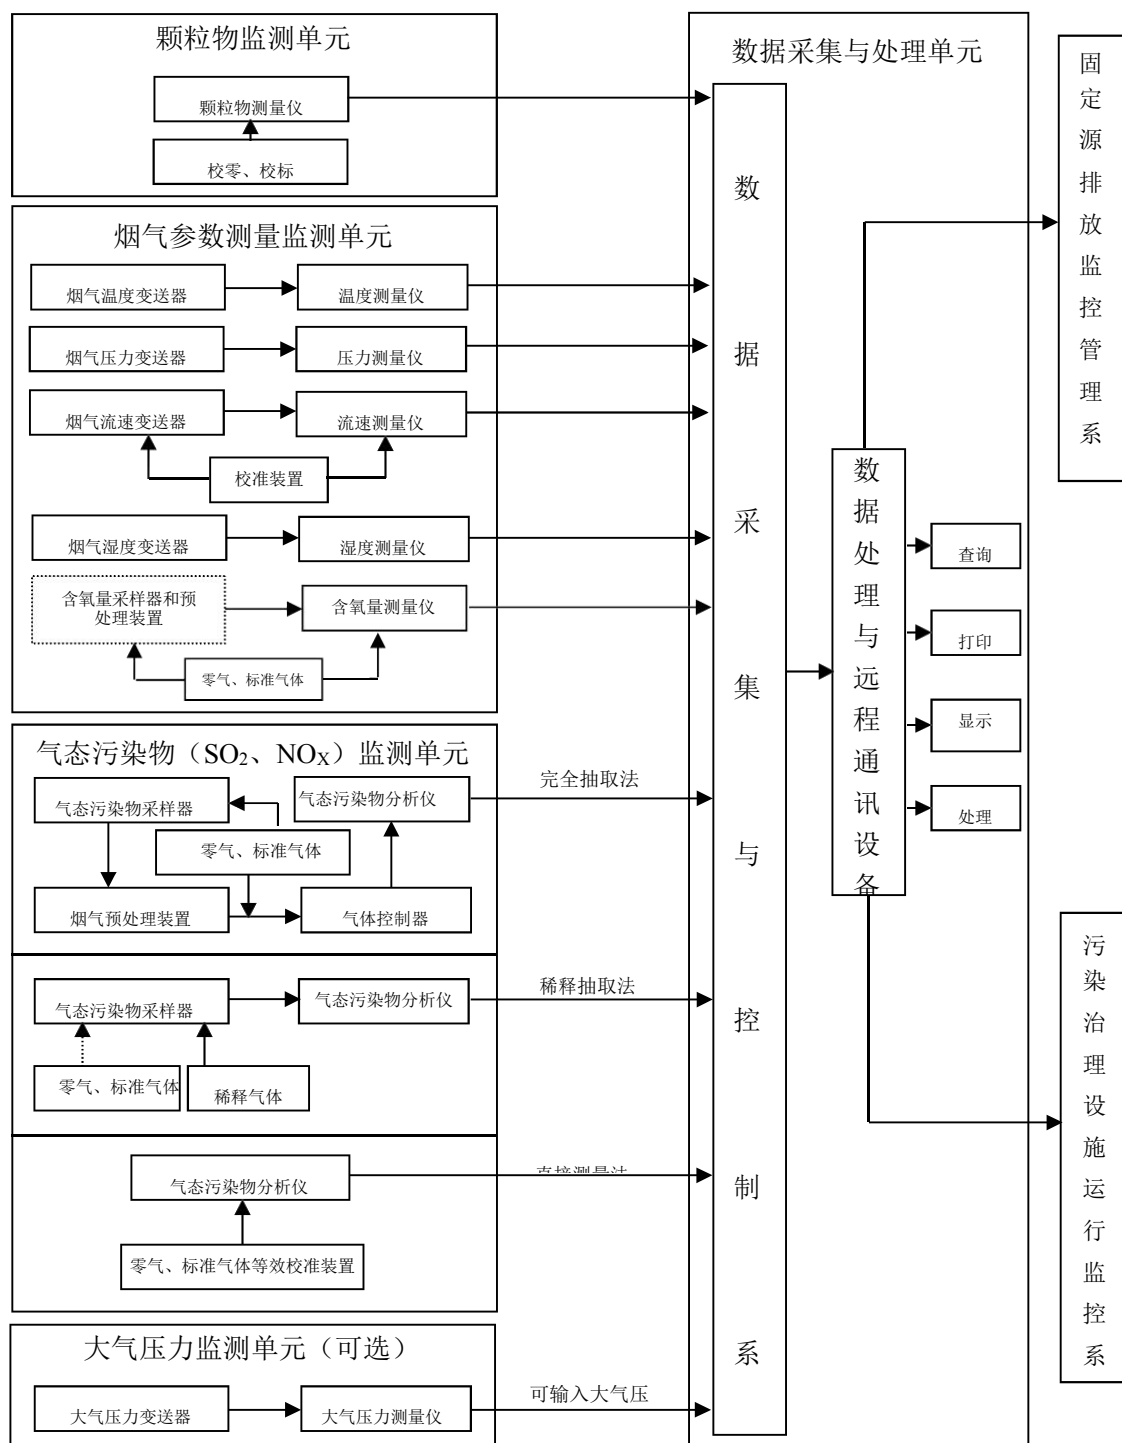 颗粒物监测单元
颗粒物测量仪
校零、校标
烟气参数测量监测单元
烟气温度变送器
温度测量仪
烟气压力变送器
压力测量仪
烟气流速变送器
流速测量仪
校准装置
烟气湿度变送器
湿度测量仪
含氧量采样器和预
处理装置
含氧量测量仪
零气、标准气体
气态污染物（SO₂、NOX）监测单元
气态污染物采样器
气态污染物分析仪
零气、标准气体
烟气预处理装置
气体控制器
完全抽取法
气态污染物采样器
气态污染物分析仪
零气、标准气体
稀释气体
稀释抽取法
气态污染物分析仪
零气、标准气体等效校准装置
直接测量法
大气压力监测单元（可选）
大气压力变送器
大气压力测量仪
可输入大气压
数据采集与处理单元
数据采集与控制系
数据处理与远程通讯设备
查询
打印
显示
处理
固定源排放监控管理系
污染治理设施运行监控系